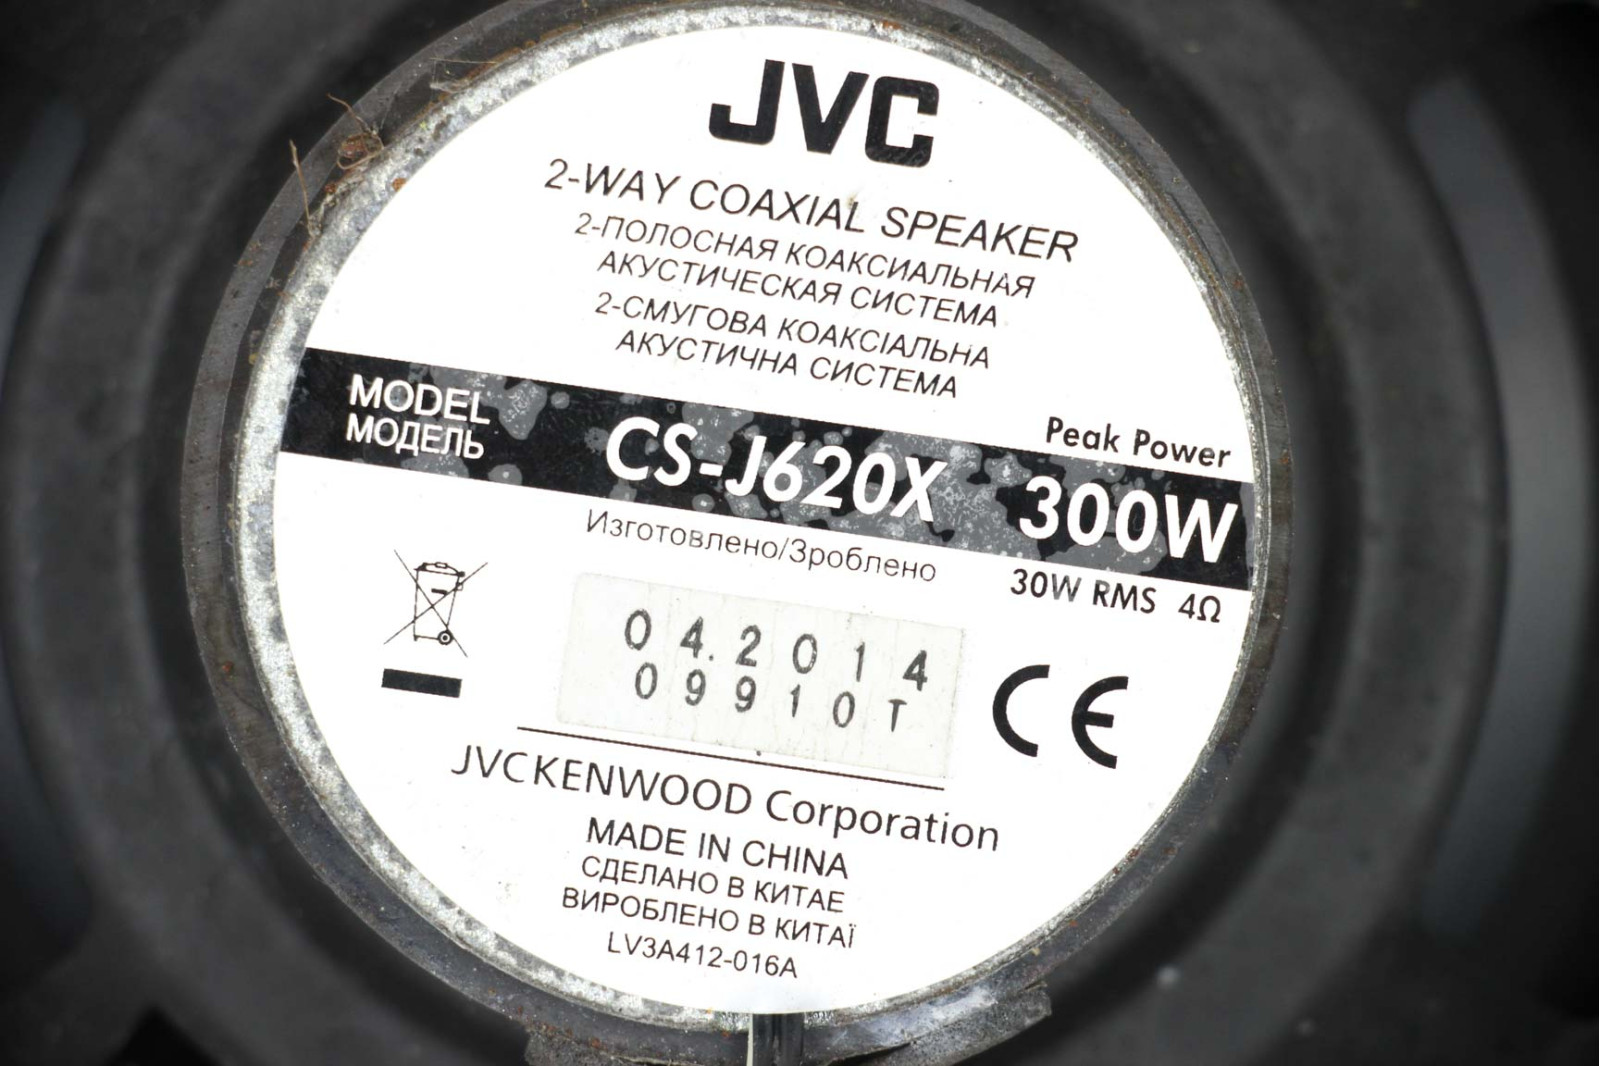 JVC
2-WAY COAXIAL SPEAKER
2-ПОЛОСНАЯ КОАКСИАЛЬНАЯ
АКУСТИЧЕСКАЯ СИСТЕМА
2-СМУГОВА КОАКСІАЛЬНА
АКУСТИЧНА СИСТЕМА
MODEL
МОДЕЛЬ
CS-J620X
Peak Power
300W
30W RMS 4Ω
Изготовлено/Зроблено
04.2014
09910T
CE
JVCKENWOOD Corporation
MADE IN CHINA
СДЕЛАНО В КИТАЕ
ВИРОБЛЕНО В КИТАЇ
LV3A412-016A